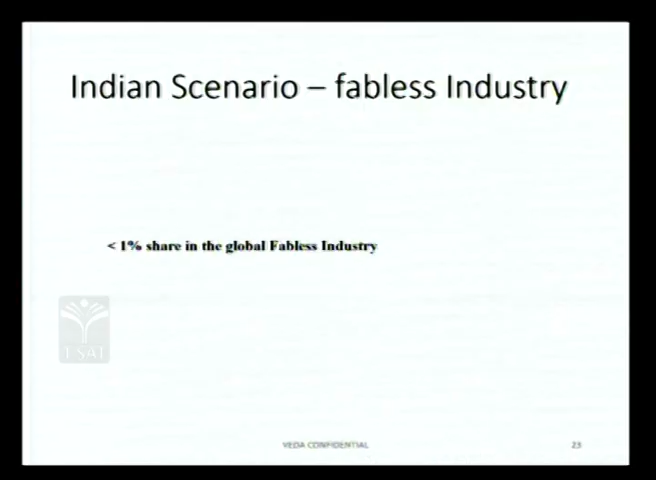 Indian Scenario – fabless Industry
< 1% share in the global Fabless Industry
T-SAT
VEDA CONFIDENTIAL
23